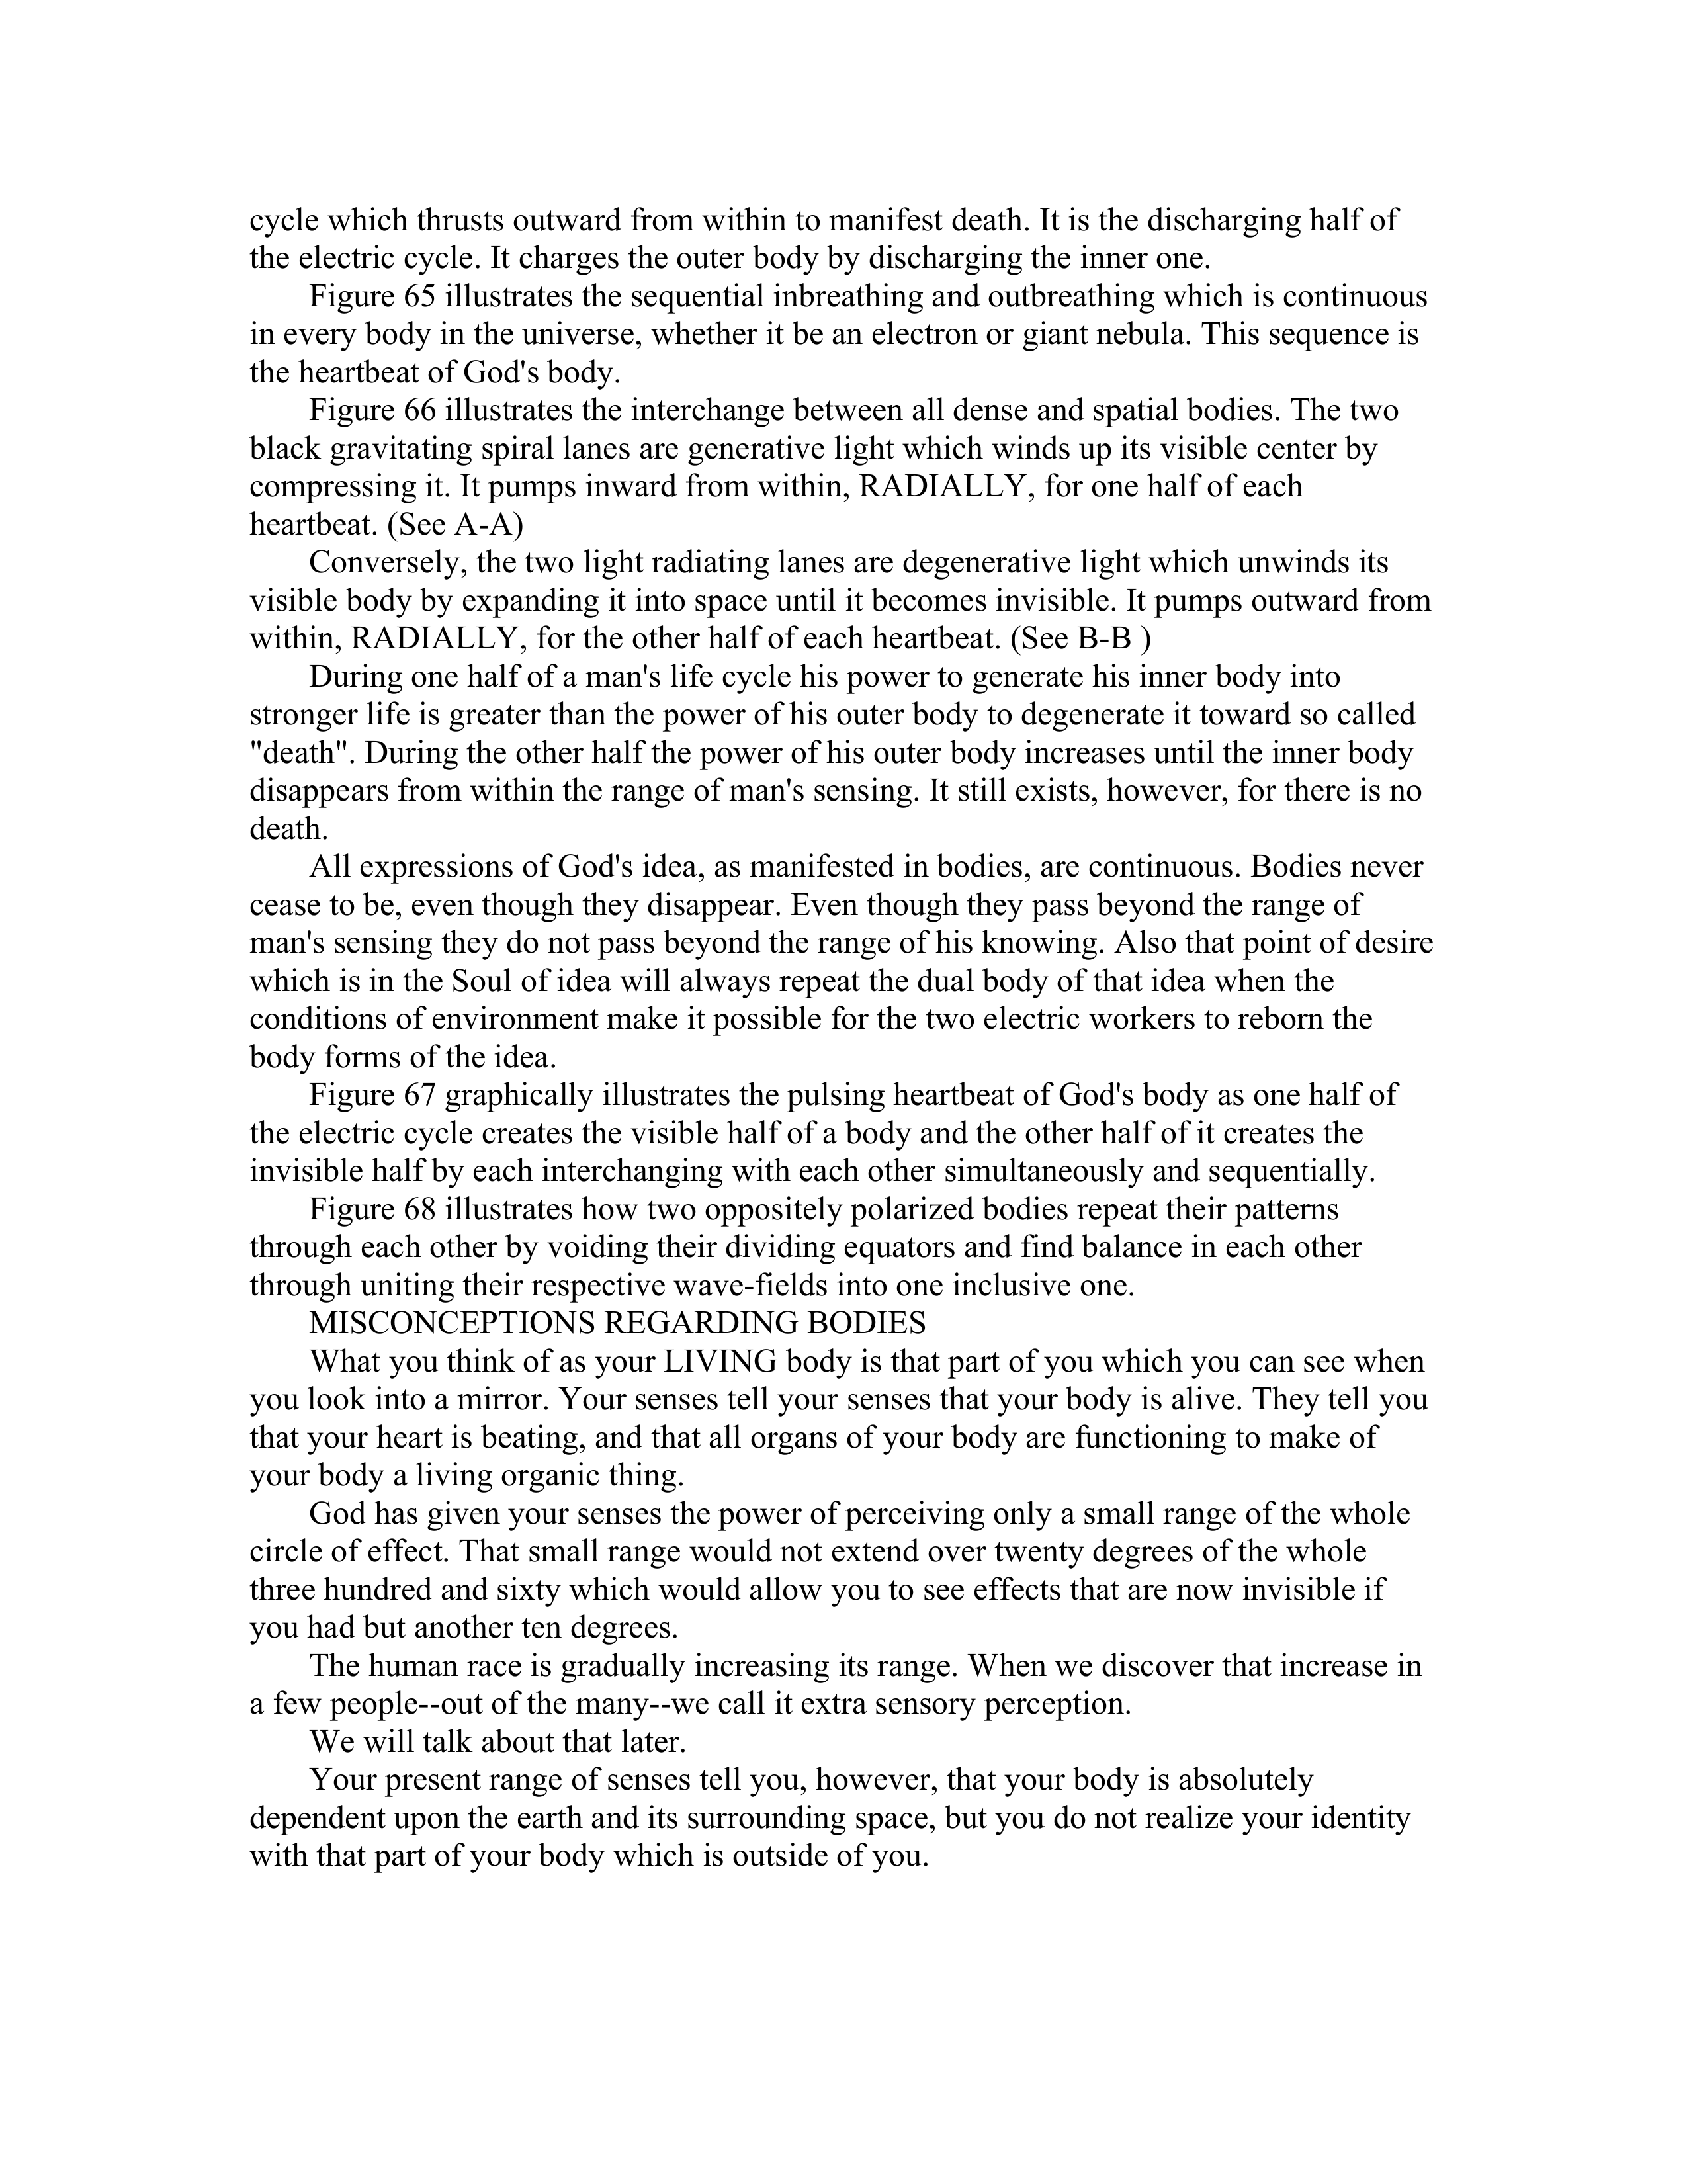 cycle which thrusts outward from within to manifest death. It is the discharging half of
the electric cycle. It charges the outer body by discharging the inner one.
Figure 65 illustrates the sequential inbreathing and outbreathing which is continuous
in every body in the universe, whether it be an electron or giant nebula. This sequence is
the heartbeat of God's body.
Figure 66 illustrates the interchange between all dense and spatial bodies. The two
black gravitating spiral lanes are generative light which winds up its visible center by
compressing it. It pumps inward from within, RADIALLY, for one half of each
heartbeat. (See A-A)
Conversely, the two light radiating lanes are degenerative light which unwinds its
visible body by expanding it into space until it becomes invisible. It pumps outward from
within, RADIALLY, for the other half of each heartbeat. (See B-B )
During one half of a man's life cycle his power to generate his inner body into
stronger life is greater than the power of his outer body to degenerate it toward so called
"death". During the other half the power of his outer body increases until the inner body
disappears from within the range of man's sensing. It still exists, however, for there is no
death.
All expressions of God's idea, as manifested in bodies, are continuous. Bodies never
cease to be, even though they disappear. Even though they pass beyond the range of
man's sensing they do not pass beyond the range of his knowing. Also that point of desire
which is in the Soul of idea will always repeat the dual body of that idea when the
conditions of environment make it possible for the two electric workers to reborn the
body forms of the idea.
Figure 67 graphically illustrates the pulsing heartbeat of God's body as one half of
the electric cycle creates the visible half of a body and the other half of it creates the
invisible half by each interchanging with each other simultaneously and sequentially.
Figure 68 illustrates how two oppositely polarized bodies repeat their patterns
through each other by voiding their dividing equators and find balance in each other
through uniting their respective wave-fields into one inclusive one.
MISCONCEPTIONS REGARDING BODIES
What you think of as your LIVING body is that part of you which you can see when
you look into a mirror. Your senses tell your senses that your body is alive. They tell you
that your heart is beating, and that all organs of your body are functioning to make of
your body a living organic thing.
God has given your senses the power of perceiving only a small range of the whole
circle of effect. That small range would not extend over twenty degrees of the whole
three hundred and sixty which would allow you to see effects that are now invisible if
you had but another ten degrees.
The human race is gradually increasing its range. When we discover that increase in
a few people--out of the many--we call it extra sensory perception.
We will talk about that later.
Your present range of senses tell you, however, that your body is absolutely
dependent upon the earth and its surrounding space, but you do not realize your identity
with that part of your body which is outside of you.